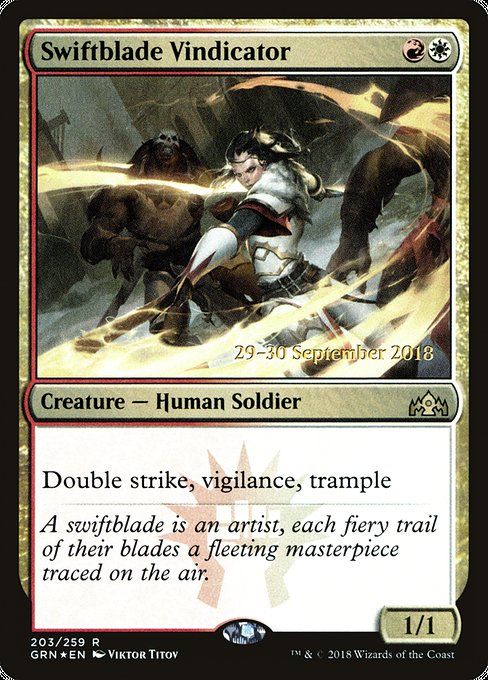 Swiftblade Vindicator
29–30 September 2018
Creature — Human Soldier
Double strike, vigilance, trample
A swiftblade is an artist, each fiery trail
of their blades a fleeting masterpiece
traced on the air.
1/1
203/259 R
GRN ★ EN Viktor Titov
™ & © 2018 Wizards of the Coast